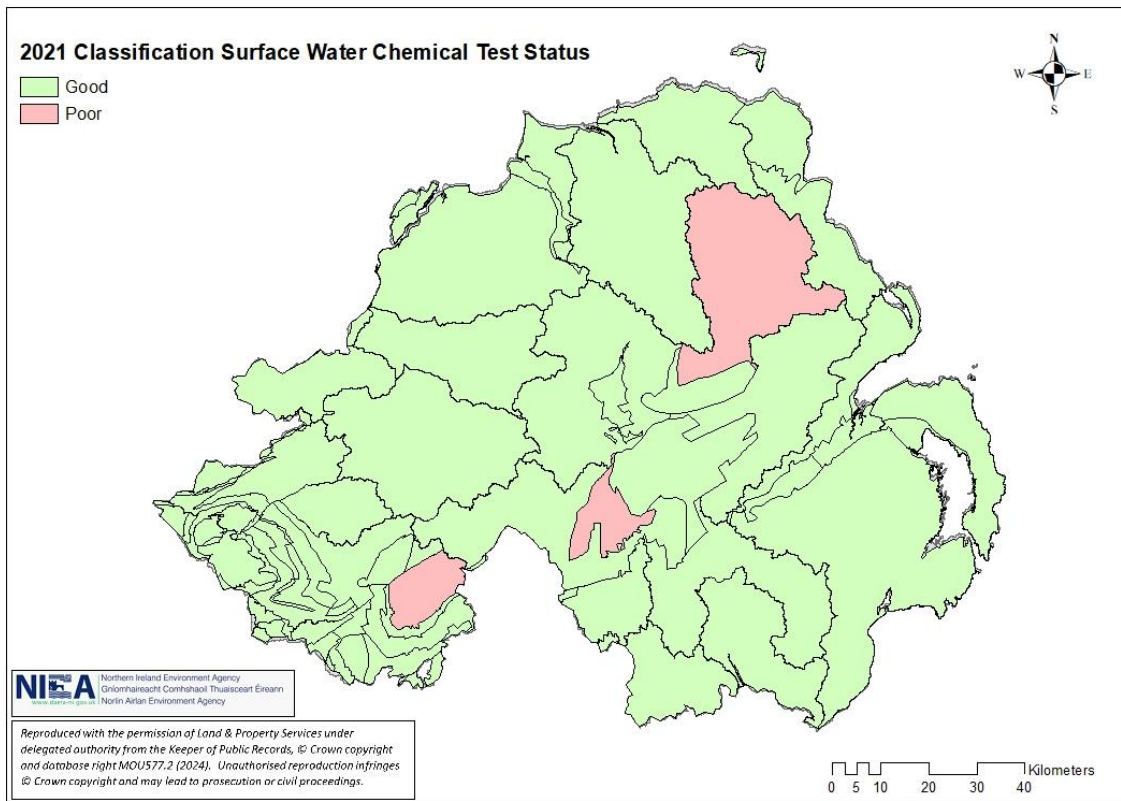 2021 Classification Surface Water Chemical Test Status
Good
Poor
N
W E
S
NIEA
www.daera-ni.gov.uk
Northern Ireland Environment Agency
Gníomhaireacht Comhshaoil Thuaisceart Éireann
Norlin Airlan Environment Agency
Reproduced with the permission of Land & Property Services under
delegated authority from the Keeper of Public Records, © Crown copyright
and database right MOU577.2 (2024). Unauthorised reproduction infringes
© Crown copyright and may lead to prosecution or civil proceedings.
Kilometers
0 5 10 20 30 40